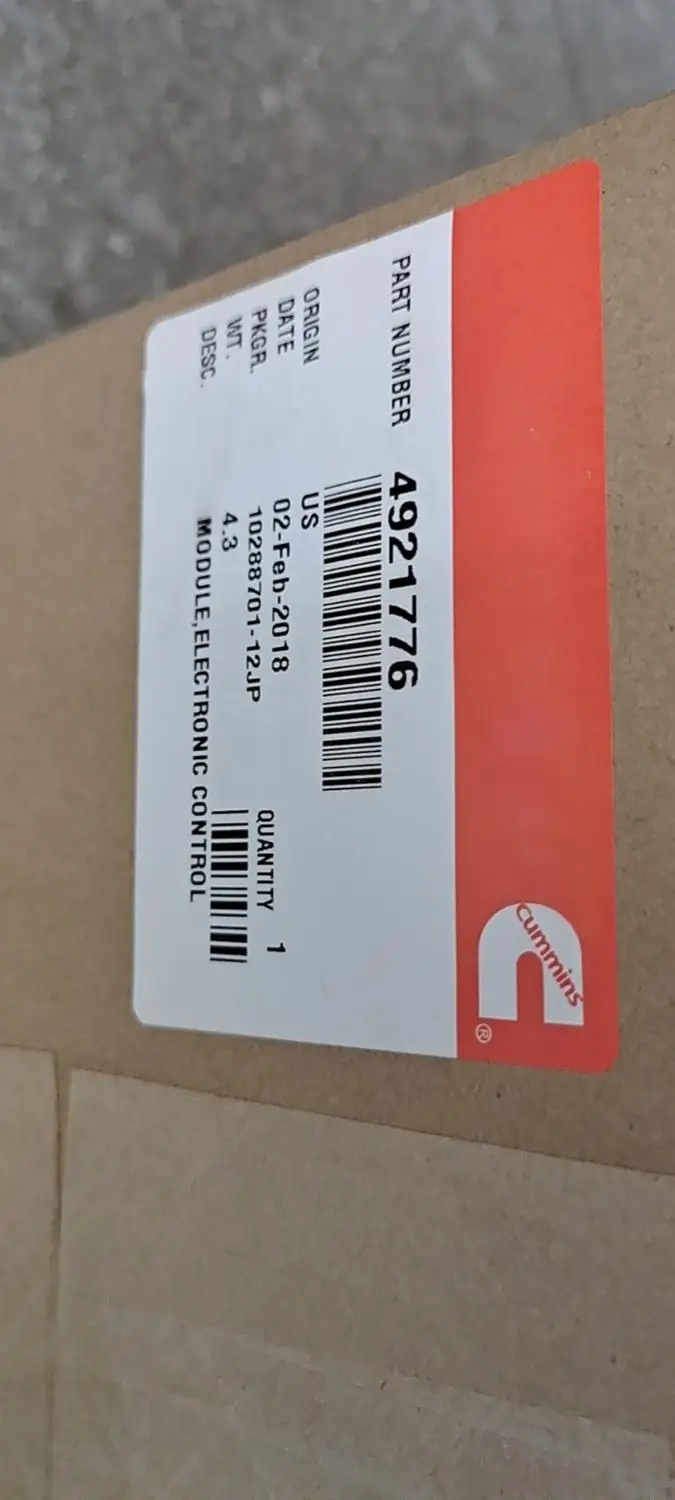 cummins
®
PART NUMBER 4921776
ORIGIN US
DATE 02-Feb-2018
PKGR. 10288701-12JP QUANTITY 1
WT. 4.3
DESC. MODULE,ELECTRONIC CONTROL